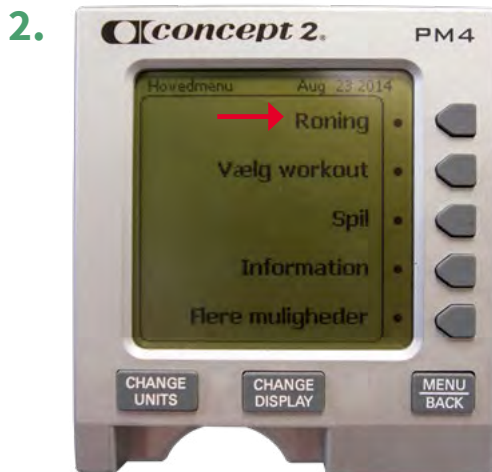 2.
concept 2.
PM4
Hovedmenu Aug 23 2014
Roning
Vælg workout
Spil
Information
Flere muligheder
CHANGE UNITS
CHANGE DISPLAY
MENU
BACK